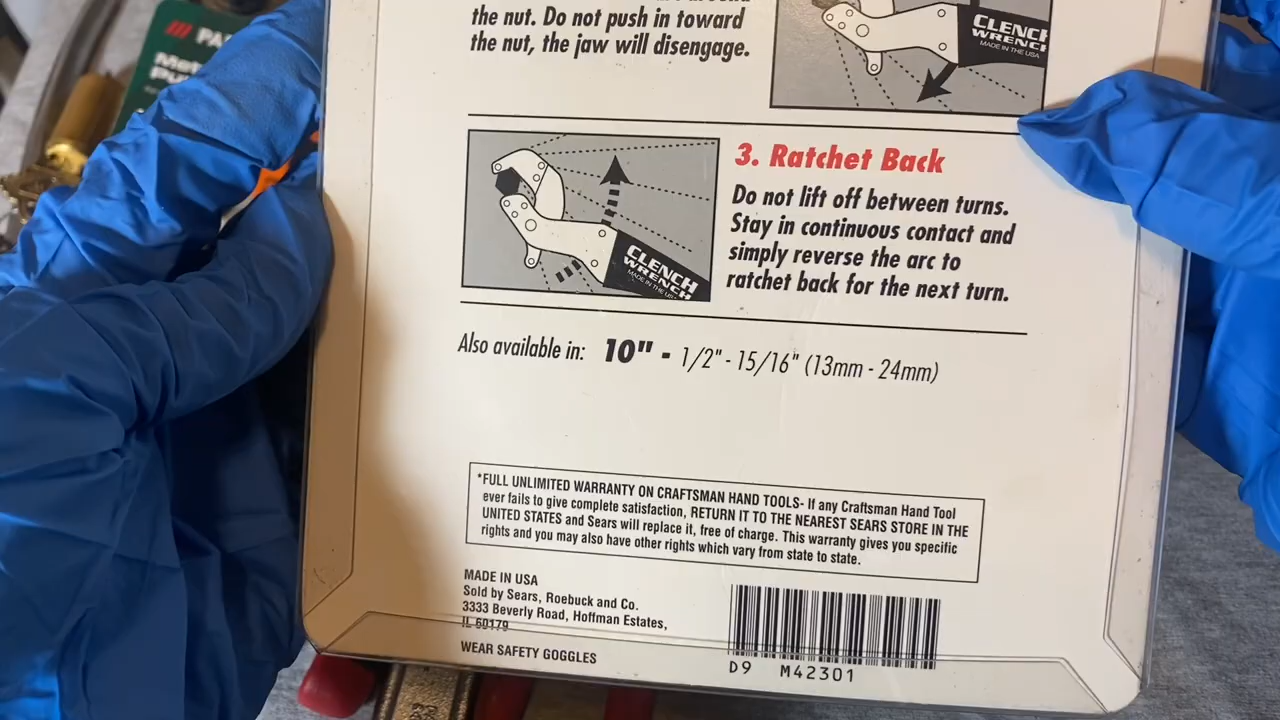 PA
the nut. Do not push in toward
the nut, the jaw will disengage.
CLENCH
WRENCH
MADE IN THE USA
3. Ratchet Back
Do not lift off between turns.
Stay in continuous contact and
simply reverse the arc to
ratchet back for the next turn.
CLENCH
WRENCH
MADE IN THE USA
Also available in: 10" - 1/2" - 15/16" (13mm - 24mm)
*FULL UNLIMITED WARRANTY ON CRAFTSMAN HAND TOOLS- If any Craftsman Hand Tool
ever fails to give complete satisfaction, RETURN IT TO THE NEAREST SEARS STORE IN THE
UNITED STATES and Sears will replace it, free of charge. This warranty gives you specific
rights and you may also have other rights which vary from state to state.
MADE IN USA
Sold by Sears, Roebuck and Co.
3333 Beverly Road, Hoffman Estates,
IL 60179
WEAR SAFETY GOGGLES
D9 M42301